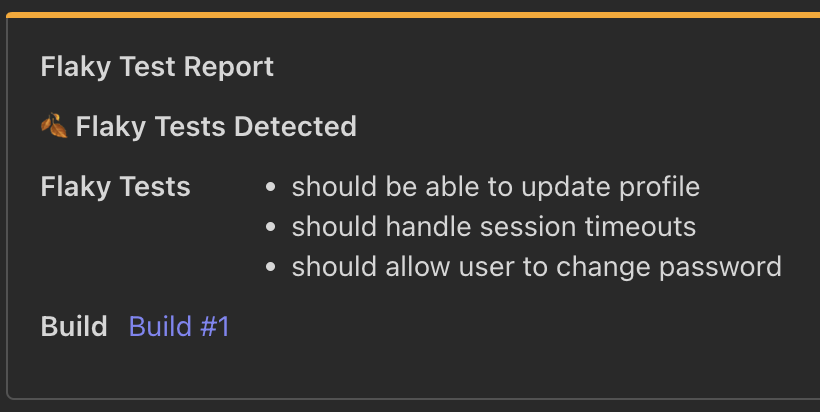 Flaky Test Report
🍂 Flaky Tests Detected
Flaky Tests
• should be able to update profile
• should handle session timeouts
• should allow user to change password
Build Build #1